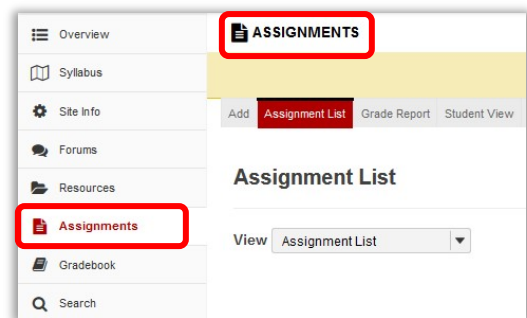 Overview
Syllabus
Site Info
Forums
Resources
Assignments
Gradebook
Search
ASSIGNMENTS
Add Assignment List Grade Report Student View
Assignment List
View Assignment List